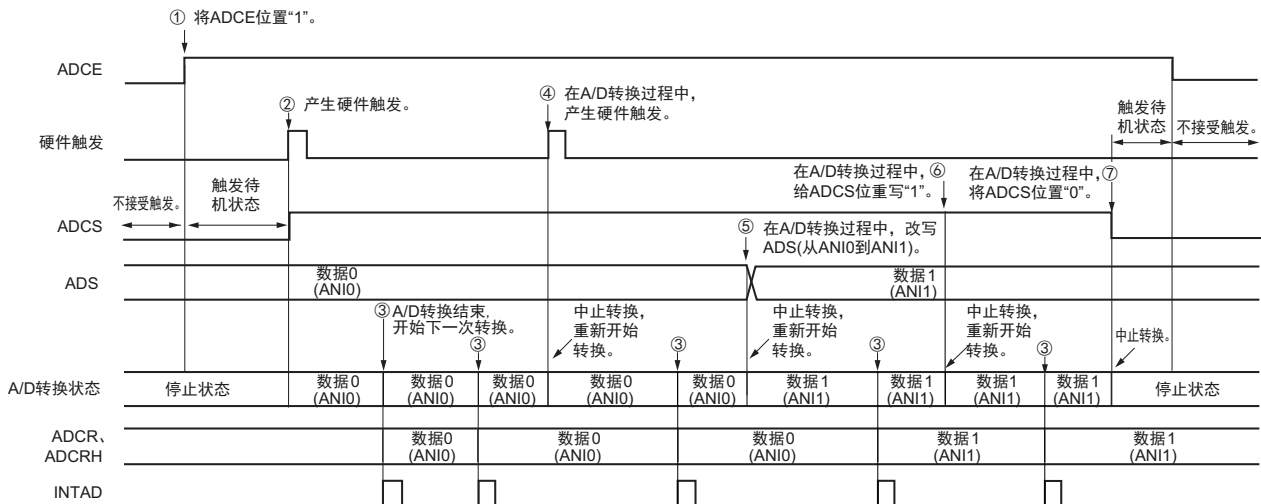 ① 将ADCE位置“1”。
ADCE
② 产生硬件触发。
④ 在A/D转换过程中，
产生硬件触发。
触发待
机状态
不接受触发。
硬件触发
在A/D转换过程中，⑥
给ADCS位重写“1”。
在A/D转换过程中，⑦
将ADCS位置“0”。
不接受触发。
触发待
机状态
ADCS
⑤ 在A/D转换过程中，改写
ADS(从ANI0到ANI1)。
ADS
数据0
(ANI0)
数据1
(ANI1)
③ A/D转换结束，
开始下一次转换。
③
中止转换，
重新开始
转换。
③
中止转换，
重新开始
转换。
③
中止转换，
重新开始
转换。
③
中止转换。
A/D转换状态
停止状态
数据0
(ANI0)
数据0
(ANI0)
数据0
(ANI0)
数据0
(ANI0)
数据0
(ANI0)
数据1
(ANI1)
数据1
(ANI1)
数据1
(ANI1)
数据1
(ANI1)
停止状态
ADCR、
ADCRH
数据0
(ANI0)
数据0
(ANI0)
数据0
(ANI0)
数据1
(ANI1)
数据1
(ANI1)
INTAD